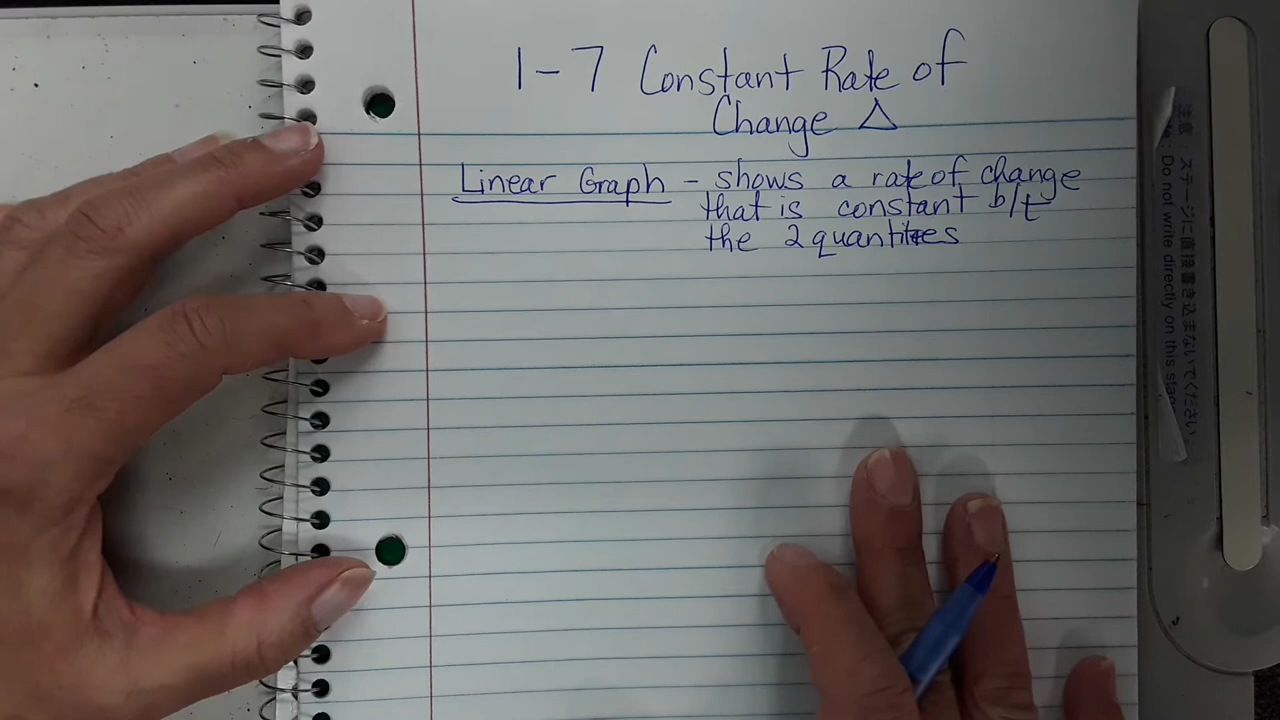 1-7 Constant Rate of
Change Δ
Linear Graph - shows a rate of change
that is constant b/t
the 2 quantities
注意 ステージに直接書き込まないでください
Do not write directly on this stage